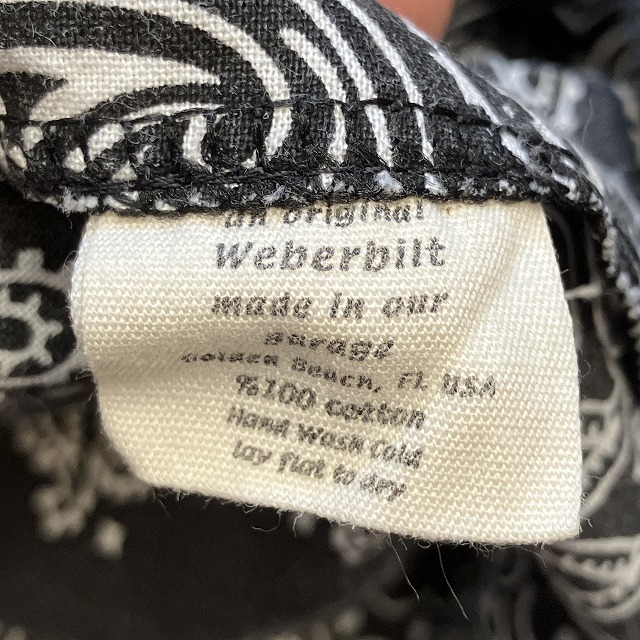 an original
Weberbilt
made in our
garage
Golden Beach, FL USA
%100 cotton
Hand Wash Cold
lay flat to dry